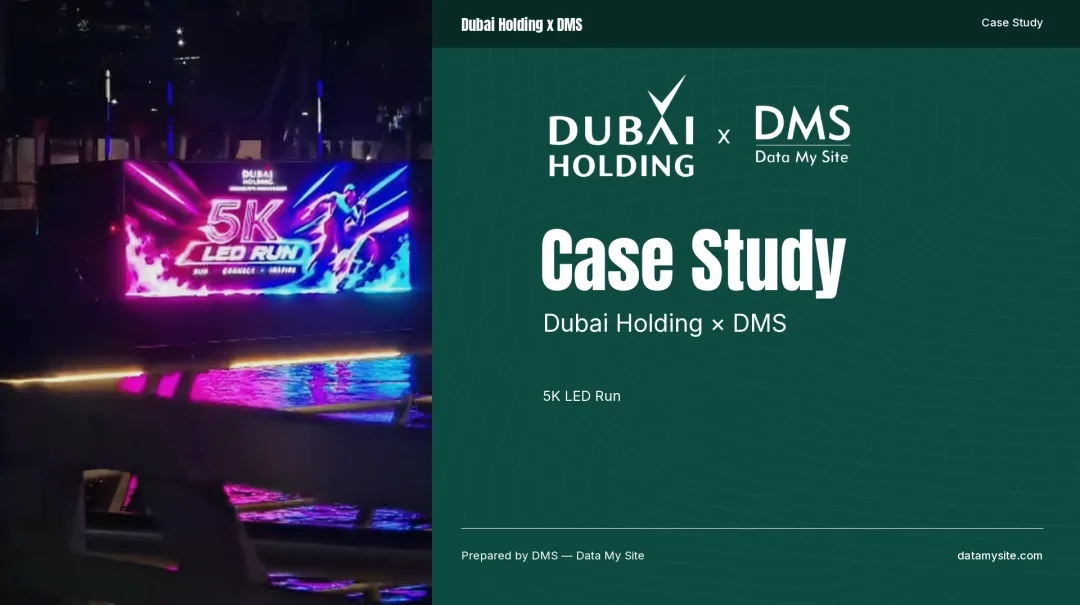 DUBAI
HOLDING
5K
LED RUN
RUN · CONNECT · INSPIRE
Dubai Holding x DMS
Case Study
DUBAI
HOLDING
x
DMS
Data My Site
Case Study
Dubai Holding × DMS
5K LED Run
Prepared by DMS — Data My Site
datamysite.com